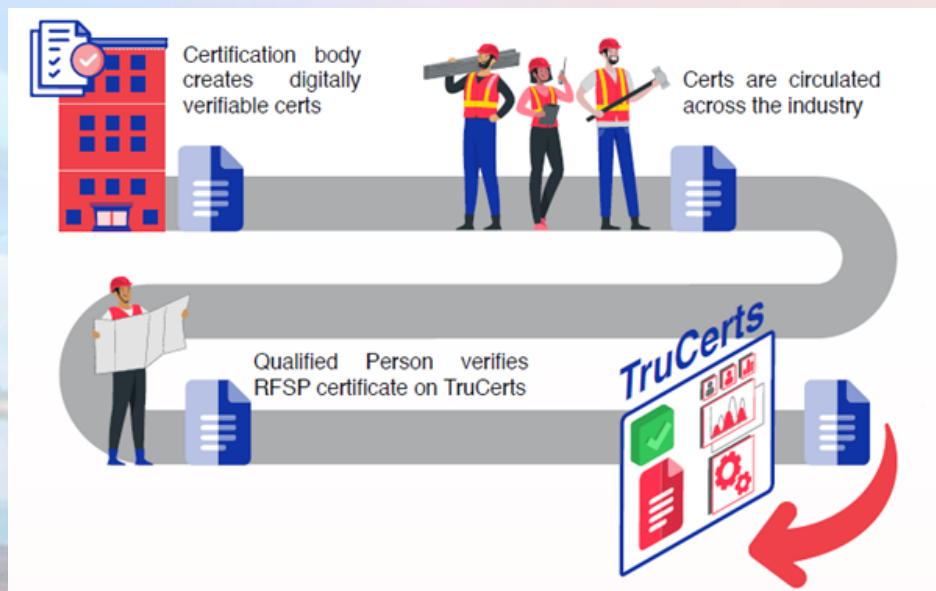 Certification body
creates digitally
verifiable certs
Certs are circulated
across the industry
Qualified Person verifies
RFSP certificate on TruCerts
TruCerts